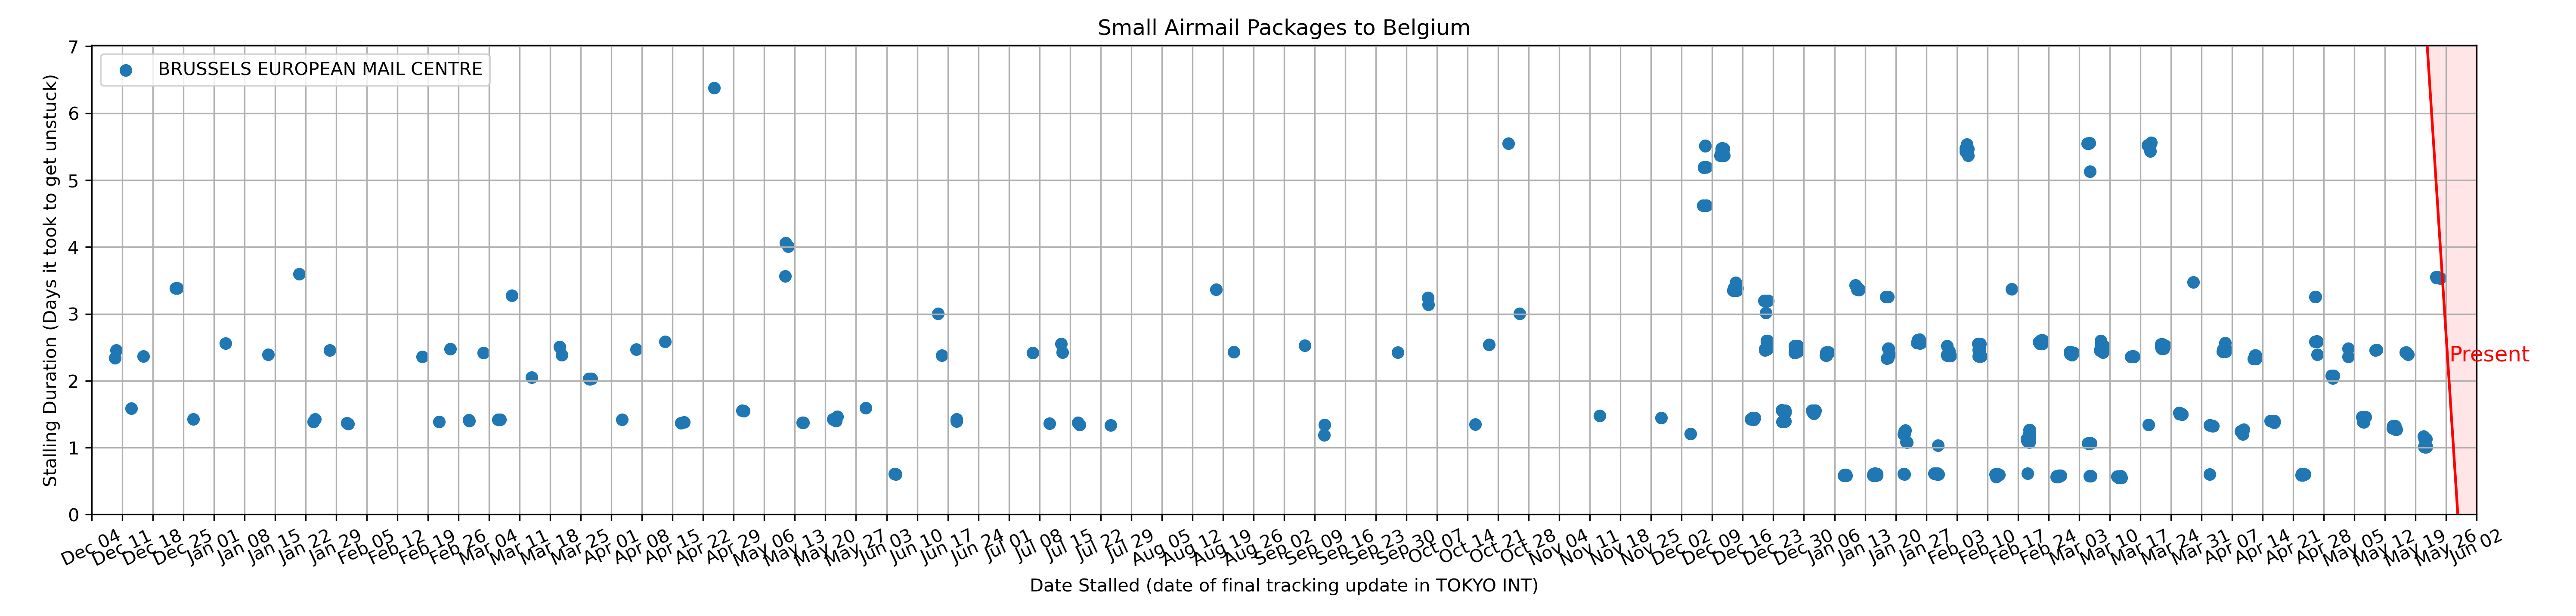 Small Airmail Packages to Belgium
BRUSSELS EUROPEAN MAIL CENTRE
Stalling Duration (Days it took to get unstuck)
7
6
5
4
3
2
1
0
Present
Dec 04 Dec 11 Dec 18 Dec 25 Jan 01 Jan 08 Jan 15 Jan 22 Jan 29 Feb 05 Feb 12 Feb 19 Feb 26 Mar 04 Mar 11 Mar 18 Mar 25 Apr 01 Apr 08 Apr 15 Apr 22 Apr 29 May 06 May 13 May 20 May 27 Jun 03 Jun 10 Jun 17 Jun 24 Jul 01 Jul 08 Jul 15 Jul 22 Jul 29 Aug 05 Aug 12 Aug 19 Aug 26 Sep 02 Sep 09 Sep 16 Sep 23 Sep 30 Oct 07 Oct 14 Oct 21 Oct 28 Nov 04 Nov 11 Nov 18 Nov 25 Dec 02 Dec 09 Dec 16 Dec 23 Dec 30 Jan 06 Jan 13 Jan 20 Jan 27 Feb 03 Feb 10 Feb 17 Feb 24 Mar 03 Mar 10 Mar 17 Mar 24 Mar 31 Apr 07 Apr 14 Apr 21 Apr 28 May 05 May 12 May 19 May 26 Jun 02
Date Stalled (date of final tracking update in TOKYO INT)